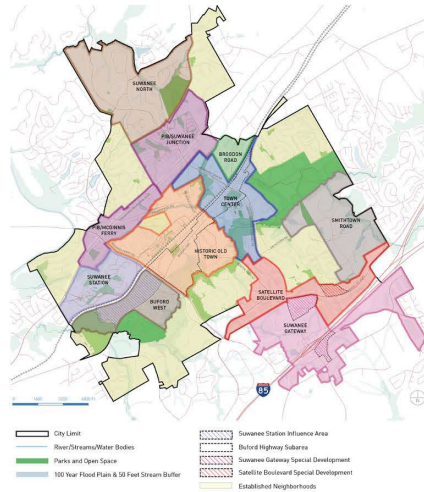 SUWANEE
NORTH
PIB/SUWANEE
JUNCTION
BROGDON
ROAD
TOWN
CENTER
SMITHTOWN
ROAD
PIB/MCGINNIS
FERRY
HISTORIC OLD
TOWN
SUWANEE
STATION
BUFORD
WEST
SATELLITE
BOULEVARD
SUWANEE
GATEWAY
85
City Limit
River/Streams/Water Bodies
Parks and Open Space
100 Year Flood Plain & 50 Feet Stream Buffer
Suwanee Station Influence Area
Buford Highway Subarea
Suwanee Gateway Special Development
Satellite Boulevard Special Development
Established Neighborhoods